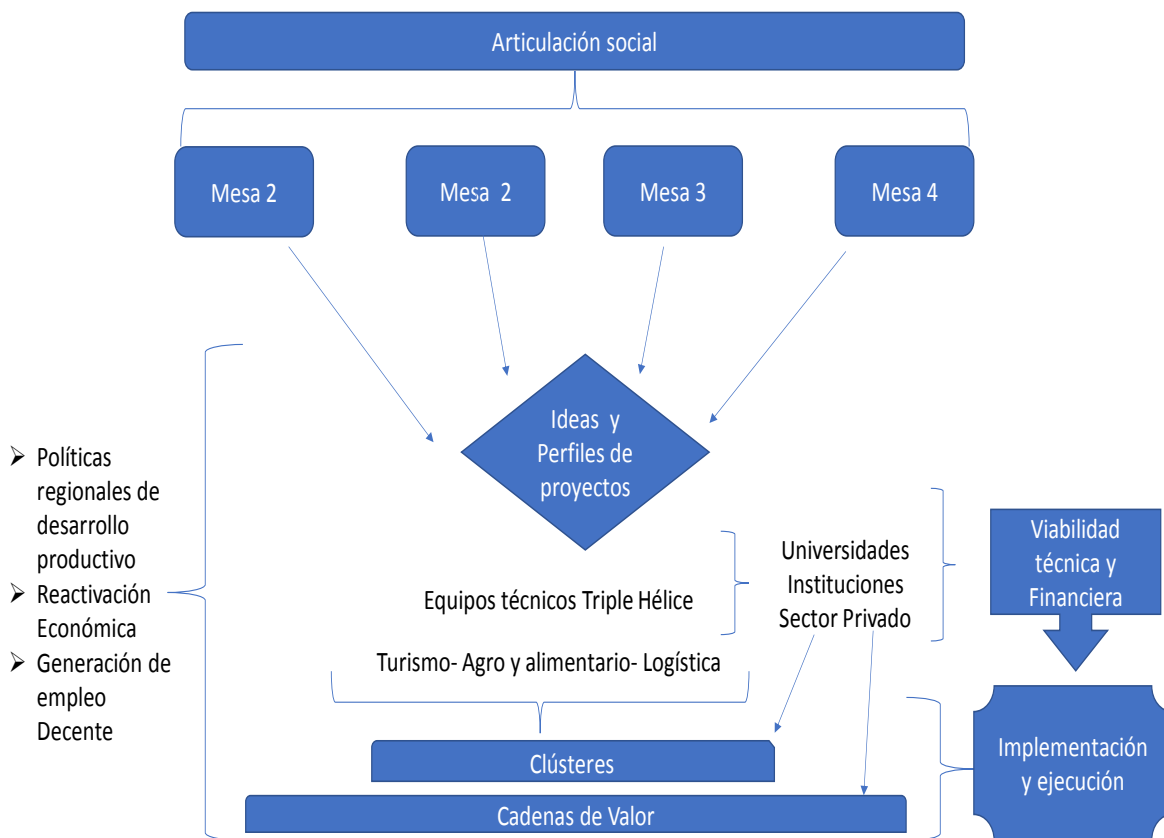 Articulación social
Mesa 2
Mesa 2
Mesa 3
Mesa 4
Ideas y
Perfiles de
proyectos
Políticas
regionales de
desarrollo
productivo
Reactivación
Económica
Generación de
empleo
Decente
Equipos técnicos Triple Hélice
Universidades
Instituciones
Sector Privado
Viabilidad
técnica y
Financiera
Turismo- Agro y alimentario- Logística
Clústeres
Cadenas de Valor
Implementación
y ejecución